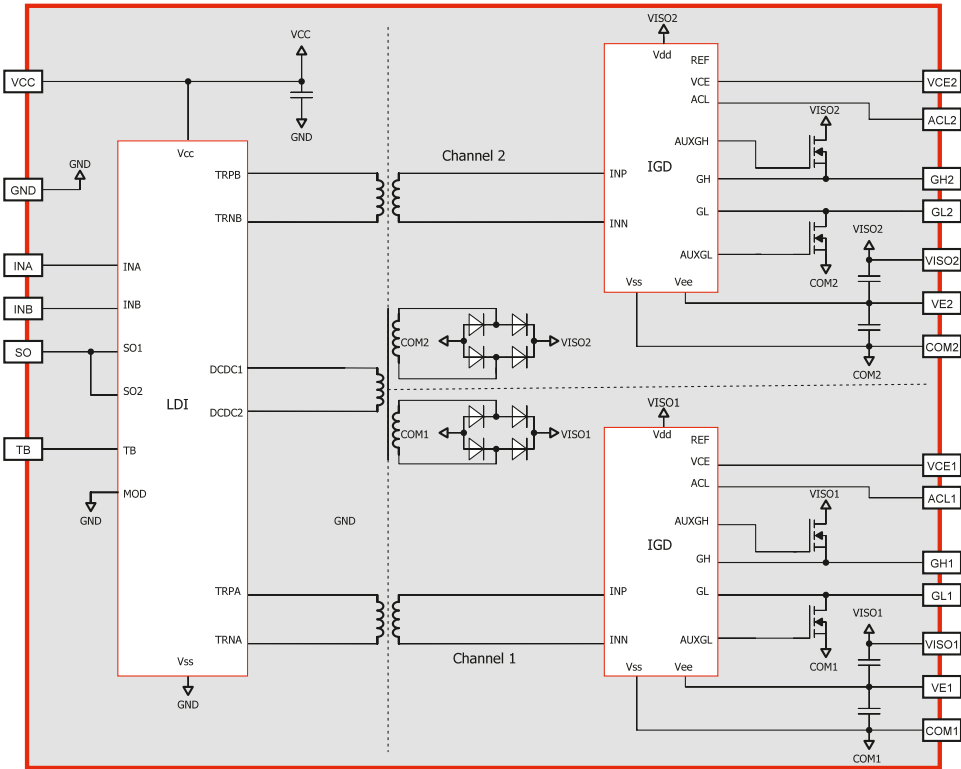 VISO2
VCC
Vdd
REF
VCC
VCE
VCE2
ACL
GND
VISO2
ACL2
Vcc
Channel 2
AUXGH
IGD
GND
TRPB
INP
GH
GH2
GND
TRNB
INN
GL
GL2
VISO2
AUXGL
INA
INA
VISO2
COM2
Vss
Vee
INB
INB
VE2
SO
SO1
COM2
VISO2
COM2
DCDC1
COM2
SO2
LDI
DCDC2
VISO1
COM1
VISO1
Vdd
REF
TB
TB
VCE
VCE1
ACL
MOD
VISO1
ACL1
GND
GND
AUXGH
IGD
GH
GH1
TRPA
INP
GL
GL1
VISO1
TRNA
INN
AUXGL
VISO1
Channel 1
Vss
Vss
Vee
COM1
VE1
GND
COM1
COM1